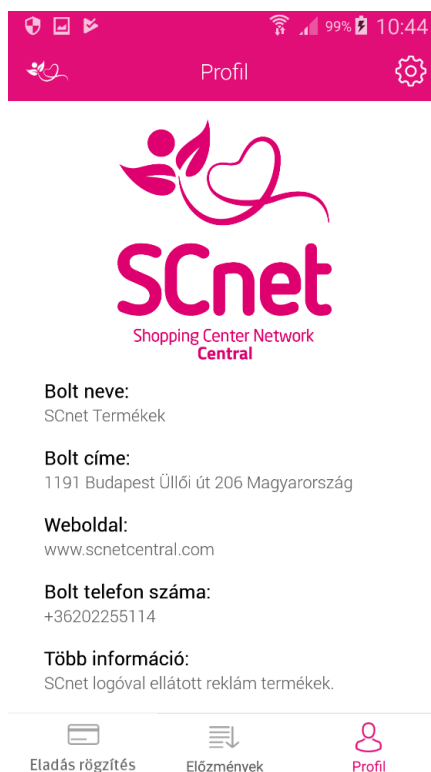 99% 10:44
Profil
SCnet
Shopping Center Network
Central
Bolt neve:
SCnet Termékek
Bolt címe:
1191 Budapest Üllői út 206 Magyarország
Weboldal:
www.scnetcentral.com
Bolt telefon száma:
+36202255114
Több információ:
SCnet logóval ellátott reklám termékek.
Eladás rögzítés Előzmények Profil